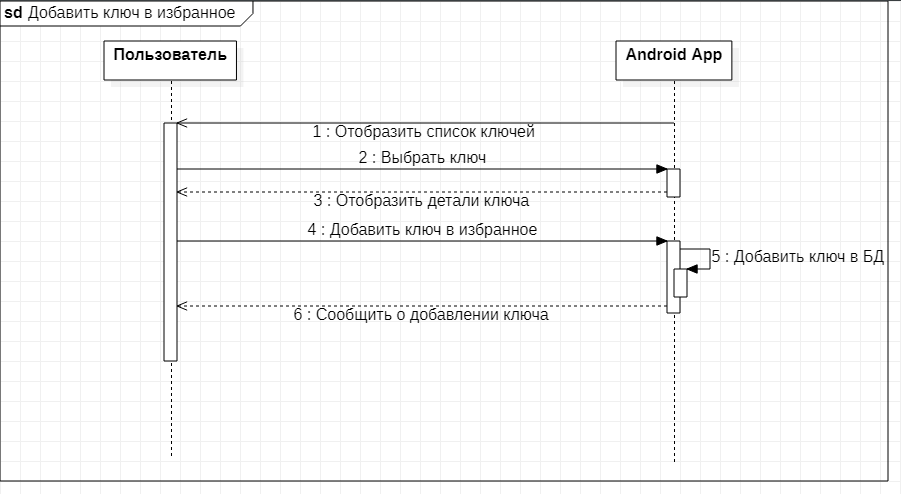 sd Добавить ключ в избранное
Пользователь
Android App
1 : Отобразить список ключей
2 : Выбрать ключ
3 : Отобразить детали ключа
4 : Добавить ключ в избранное
5 : Добавить ключ в БД
6 : Сообщить о добавлении ключа